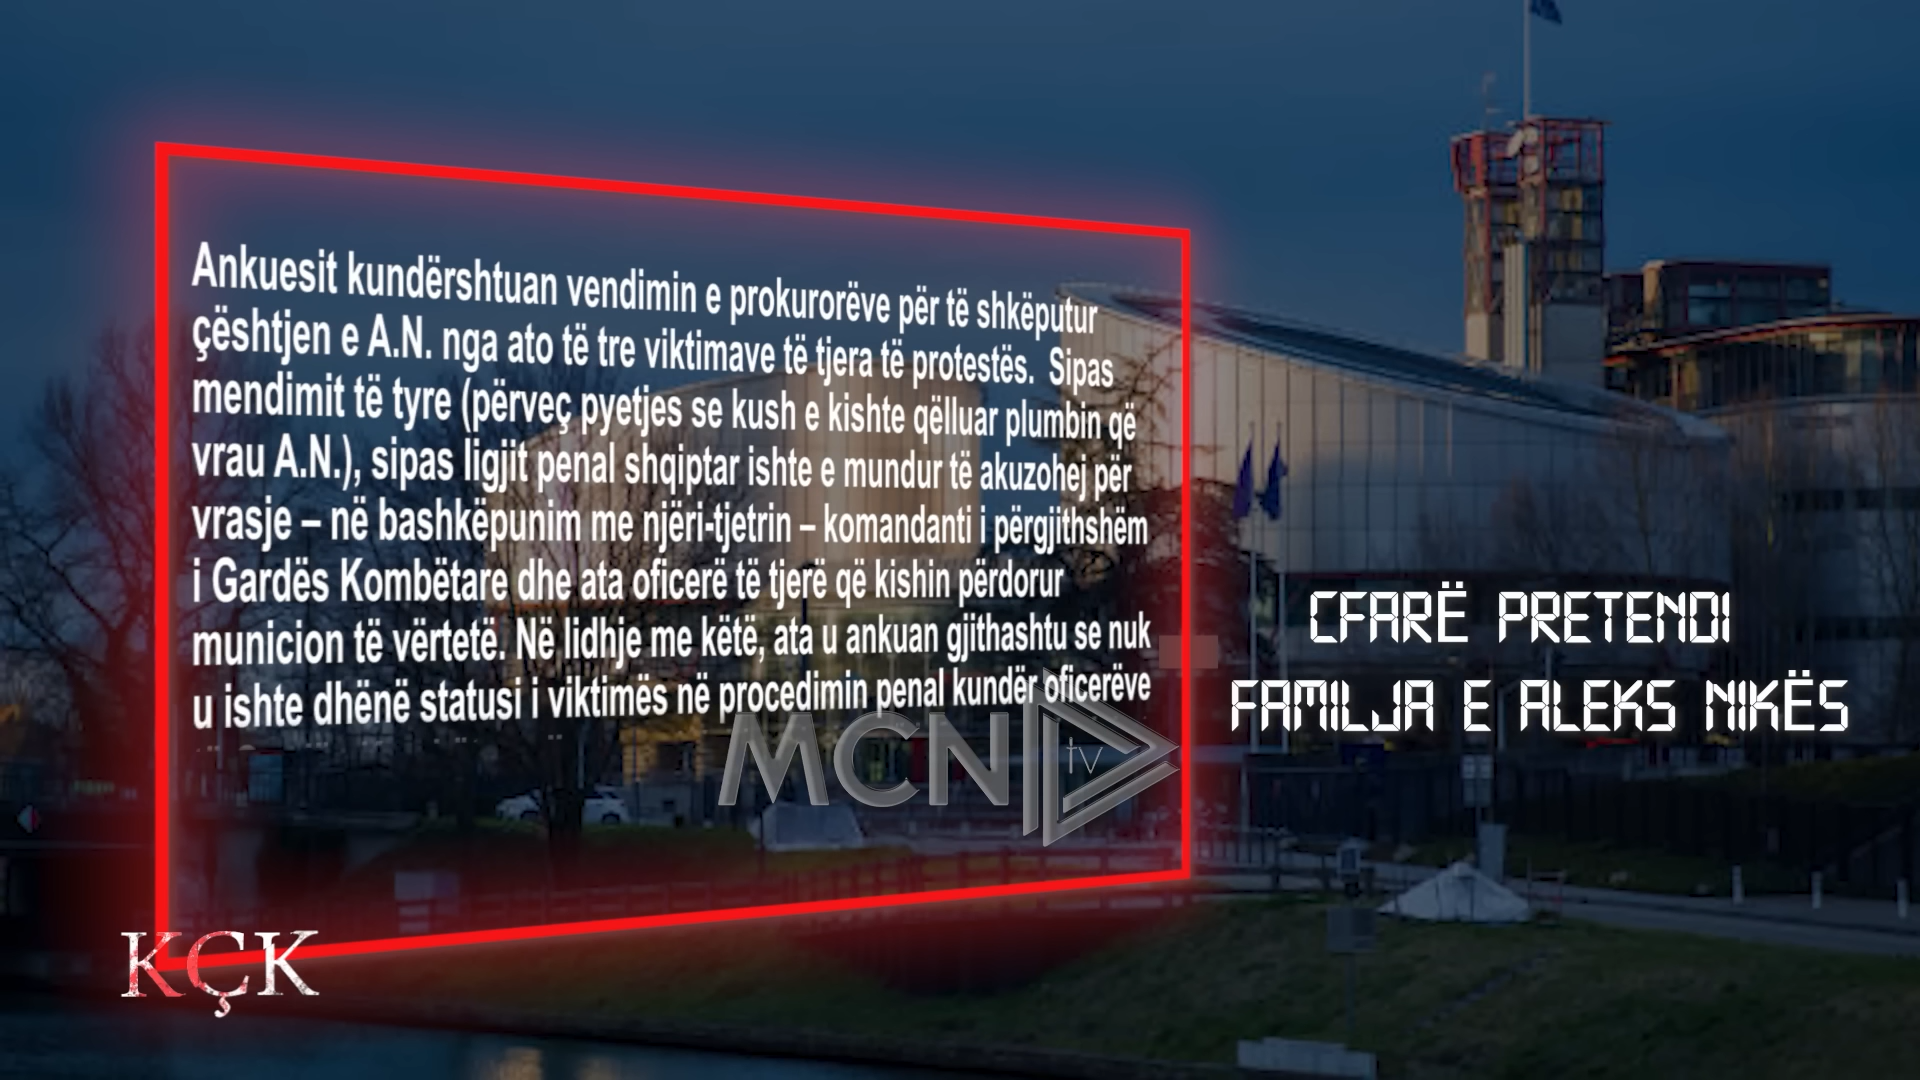 Ankuesit kundërshtuan vendimin e prokurorëve për të shkëputur
çështjen e A.N. nga ato të tre viktimave të tjera të protestës. Sipas
mendimit të tyre (përveç pyetjes se kush e kishte qëlluar plumbin që
vrau A.N.), sipas ligjit penal shqiptar ishte e mundur të akuzohej për
vrasje – në bashkëpunim me njëri-tjetrin – komandanti i përgjithshëm
i Gardës Kombëtare dhe ata oficerë të tjerë që kishin përdorur
municion të vërtetë. Në lidhje me këtë, ata u ankuan gjithashtu se nuk
u ishte dhënë statusi i viktimës në procedimin penal kundër oficerëve
MCN
tv
CFARË PRETENDI
FAMILJA E ALEKS NIKËS
KÇK